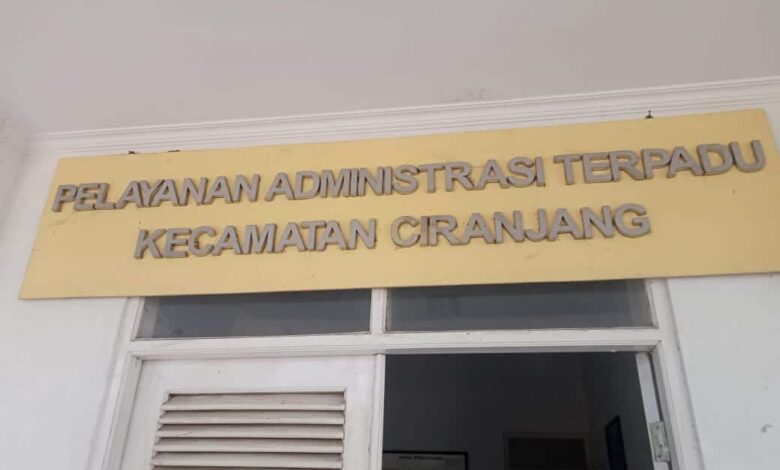 PELAYANAN ADMINISTRASI TERPADU
KECAMATAN CIRANJANG